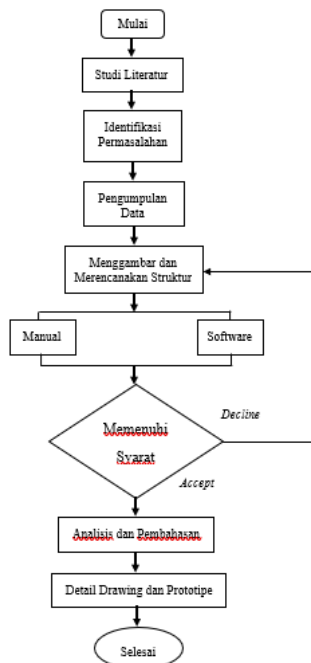 Mulai
Studi Literatur
Identifikasi
Permasalahan
Pengumpulan
Data
Menggambar dan
Merencanakan Struktur
Manual
Software
Decline
Memenuhi
Syarat
Accept
Analisis dan Pembahasan
Detail Drawing dan Prototipe
Selesai